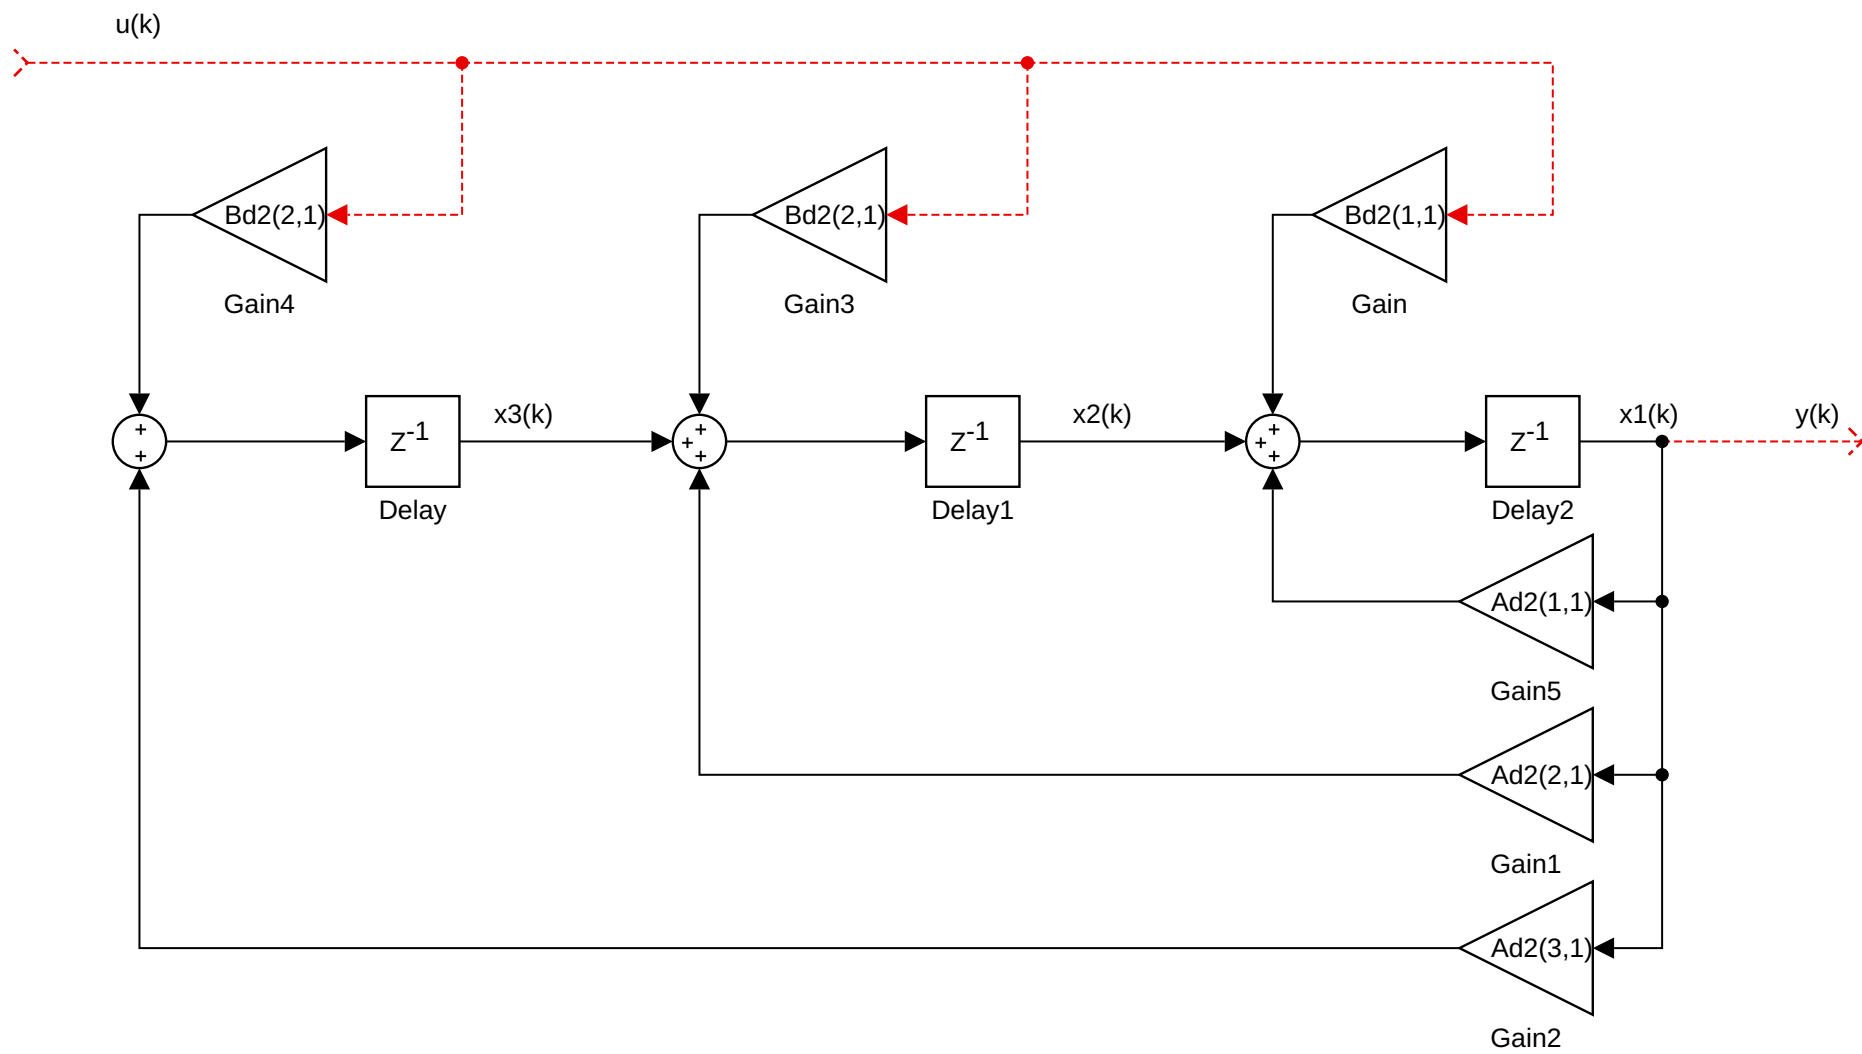 u(k)
Bd2(2,1)
Bd2(2,1)
Bd2(1,1)
Gain4
Gain3
Gain
x3(k)
x2(k)
x1(k)
y(k)
+
+
+
+
+
+
+
+
Z-1
Z-1
Z-1
Delay
Delay1
Delay2
Ad2(1,1)
Gain5
Ad2(2,1)
Gain1
Ad2(3,1)
Gain2